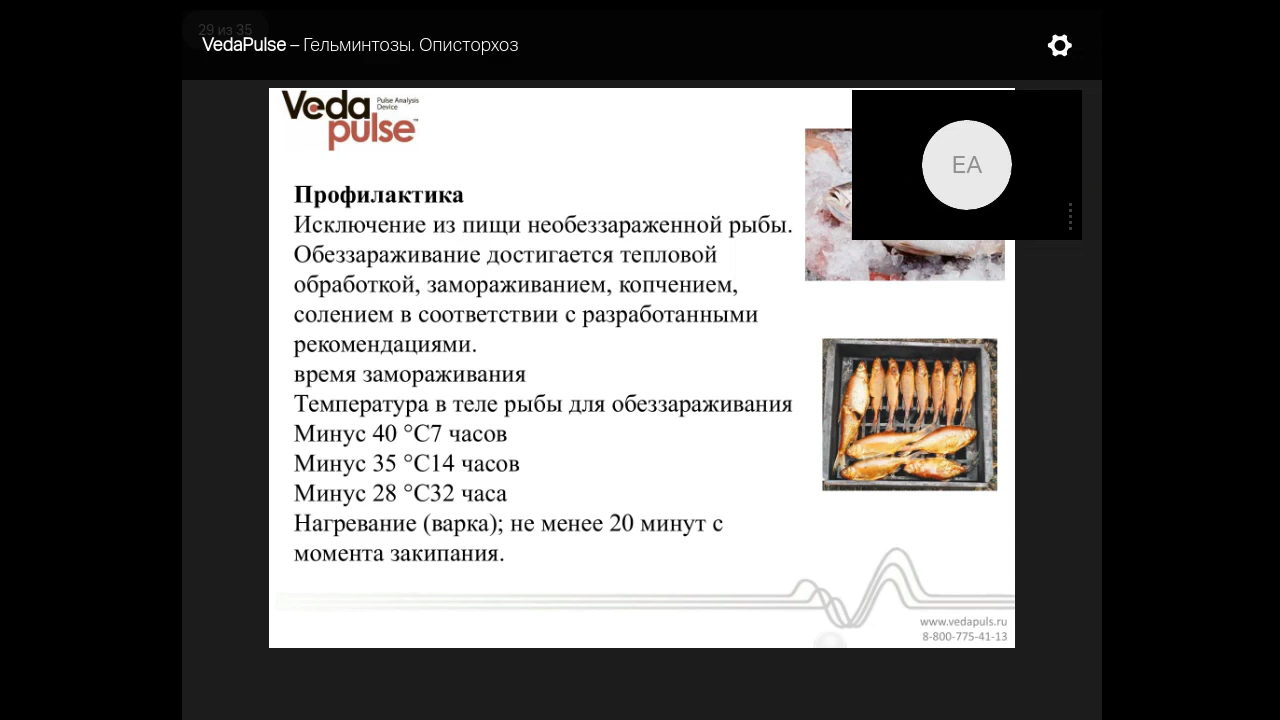 29 из 35
VedaPulse – Гельминтозы. Описторхоз
Veda
Pulse Analysis
Device
pulse™
EA
Профилактика
Исключение из пищи необеззараженной рыбы.
Обеззараживание достигается тепловой
обработкой, замораживанием, копчением,
солением в соответствии с разработанными
рекомендациями.
время замораживания
Температура в теле рыбы для обеззараживания
Минус 40 °С7 часов
Минус 35 °С14 часов
Минус 28 °С32 часа
Нагревание (варка); не менее 20 минут с
момента закипания.
www.vedapuls.ru
8-800-775-41-13